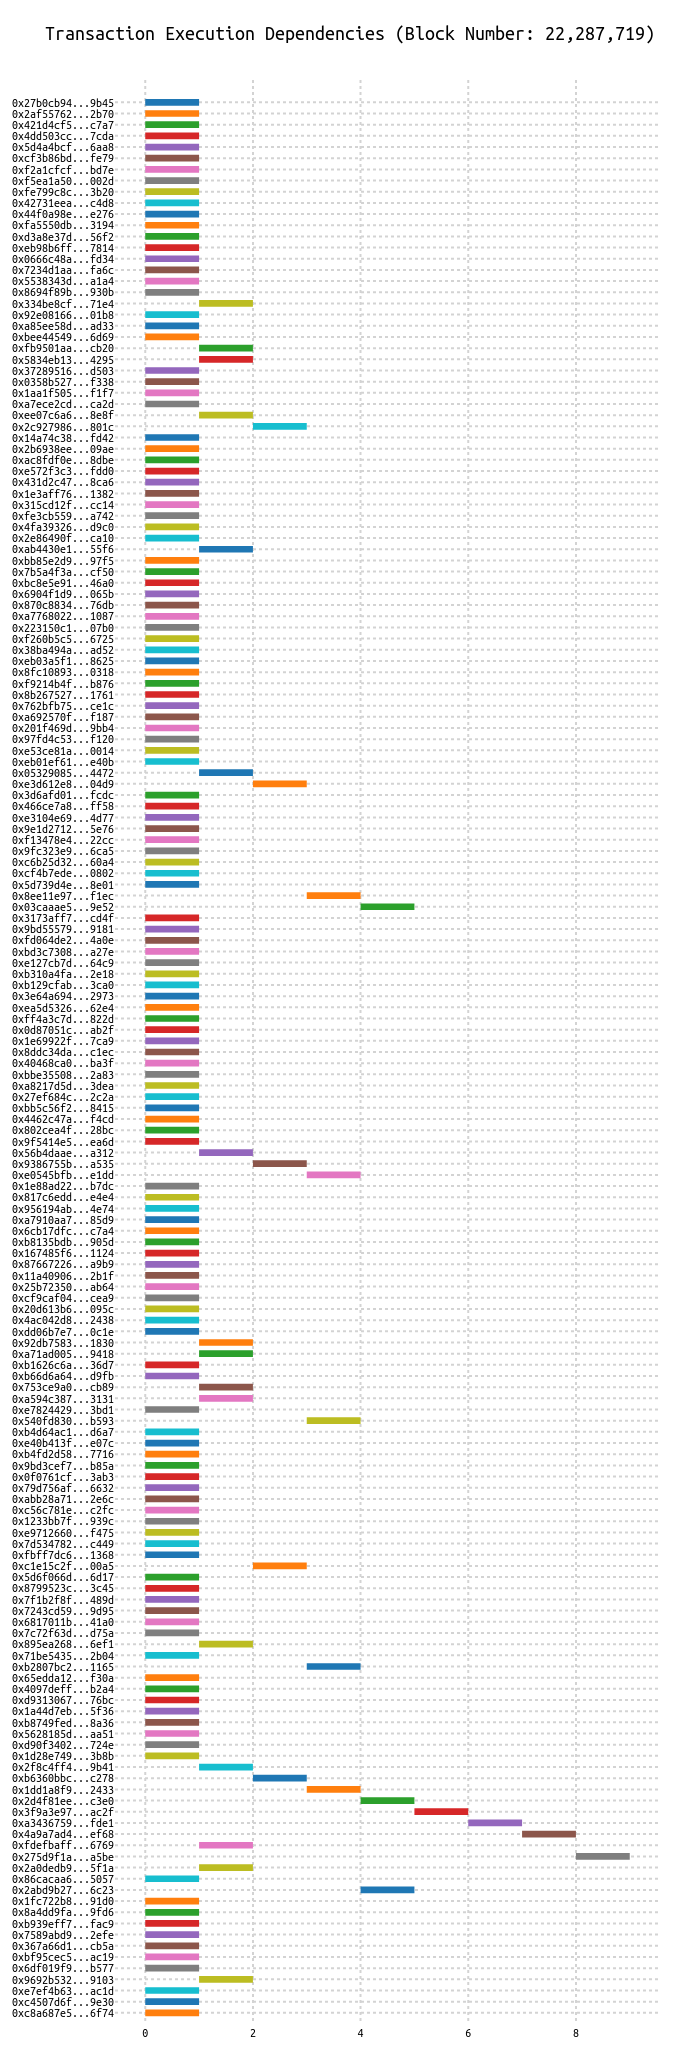 Transaction Execution Dependencies (Block Number: 22,287,719)
0x27b0cb94...9b45
0x2af55762...2b70
0x421d4cf5...c7a7
0x4dd503cc...7cda
0x5d4a4bcf...6aa8
0xcf3b86bd...fe79
0xf2a1cfcf...bd7e
0xf5ea1a50...002d
0xfe799c8c...3b20
0x42731eea...c4d8
0x44f0a98e...e276
0xfa5550db...3194
0xd3a8e37d...56f2
0xeb98b6ff...7814
0x0666c48a...fd34
0x7234d1aa...fa6c
0x5538343d...a1a4
0x8694f89b...930b
0x334be8cf...71e4
0x92e08166...01b8
0xa85ee58d...ad33
0xbee44549...6d69
0xfb9501aa...cb20
0x5834eb13...4295
0x37289516...d503
0x0358b527...f338
0x1aa1f505...f1f7
0xa7ece2cd...ca2d
0xee07c6a6...8e8f
0x2c927986...801c
0x14a74c38...fd42
0x2b6938ee...09ae
0xac8fdf0e...8dbe
0xe572f3c3...fdd0
0x431d2c47...8ca6
0x1e3aff76...1382
0x315cd12f...cc14
0xfe3cb559...a742
0x4fa39326...d9c0
0x2e86490f...ca10
0xab4430e1...55f6
0xbb85e2d9...97f5
0x7b5a4f3a...cf50
0xbc8e5e91...46a0
0x6904f1d9...065b
0x870c8834...76db
0xa7768022...1087
0x223150c1...07b0
0xf260b5c5...6725
0x38ba494a...ad52
0xeb03a5f1...8625
0x8fc10893...0318
0xf9214b4f...b876
0x8b267527...1761
0x762bfb75...ce1c
0xa692570f...f187
0x201f469d...9bb4
0x97fd4c53...f120
0xe53ce81a...0014
0xeb01ef61...e40b
0x05329085...4472
0xe3d612e8...04d9
0x3d6afd01...fcdc
0x466ce7a8...ff58
0xe3104e69...4d77
0x9e1d2712...5e76
0xf13478e4...22cc
0x9fc323e9...6ca5
0xc6b25d32...60a4
0xcf4b7ede...0802
0x5d739d4e...8e01
0x8ee11e97...f1ec
0x03caaae5...9e52
0x3173aff7...cd4f
0x9bd55579...9181
0xfd064de2...4a0e
0xbd3c7308...a27e
0xe127cb7d...64c9
0xb310a4fa...2e18
0xb129cfab...3ca0
0x3e64a694...2973
0xea5d5326...62e4
0xff4a3c7d...822d
0x0d87051c...ab2f
0x1e69922f...7ca9
0x8ddc34da...c1ec
0x40468ca0...ba3f
0xbbe35508...2a83
0xa8217d5d...3dea
0x27ef684c...2c2a
0xbb5c56f2...8415
0x4462c47a...f4cd
0x802cea4f...28bc
0x9f5414e5...ea6d
0x56b4daae...a312
0x9386755b...a535
0xe0545bfb...e1dd
0x1e88ad22...b7dc
0x817c6edd...e4e4
0x956194ab...4e74
0xa7910aa7...85d9
0x6cb17dfc...c7a4
0xb8135bdb...905d
0x167485f6...1124
0x87667226...a9b9
0x11a40906...2b1f
0x25b72350...ab64
0xcf9caf04...cea9
0x20d613b6...095c
0x4ac042d8...2438
0xdd06b7e7...0c1e
0x92db7583...1830
0xa71ad005...9418
0xb1626c6a...36d7
0xb66d6a64...d9fb
0x753ce9a0...cb89
0xa594c387...3131
0xe7824429...3bd1
0x540fd830...b593
0xb4d64ac1...d6a7
0xe40b413f...e07c
0xb4fd2d58...7716
0x9bd3cef7...b85a
0x0f0761cf...3ab3
0x79d756af...6632
0xabb28a71...2e6c
0xc56c781e...c2fc
0x1233bb7f...939c
0xe9712660...f475
0x7d534782...c449
0xfbff7dc6...1368
0xc1e15c2f...00a5
0x5d6f066d...6d17
0x8799523c...3c45
0x7f1b2f8f...489d
0x7243cd59...9d95
0x6817011b...41a0
0x7c72f63d...d75a
0x895ea268...6ef1
0x71be5435...2b04
0xb2807bc2...1165
0x65edda12...f30a
0x4097deff...b2a4
0xd9313067...76bc
0x1a44d7eb...5f36
0xb8749fed...8a36
0x5628185d...aa51
0xd90f3402...724e
0x1d28e749...3b8b
0x2f8c4ff4...9b41
0xb6360bbc...c278
0x1dd1a8f9...2433
0x2d4f81ee...c3e0
0x3f9a3e97...ac2f
0xa3436759...fde1
0x4a9a7ad4...ef68
0xfdefbaff...6769
0x275d9f1a...a5be
0x2a0dedb9...5f1a
0x86cacaa6...5057
0x2abd9b27...6c23
0x1fc722b8...91d0
0x8a4dd9fa...9fd6
0xb939eff7...fac9
0x7589abd9...2efe
0x367a66d1...cb5a
0xbf95cec5...ac19
0x6df019f9...b577
0x9692b532...9103
0xe7ef4b63...ac1d
0xc4507d6f...9e30
0xc8a687e5...6f74
0 2 4 6 8